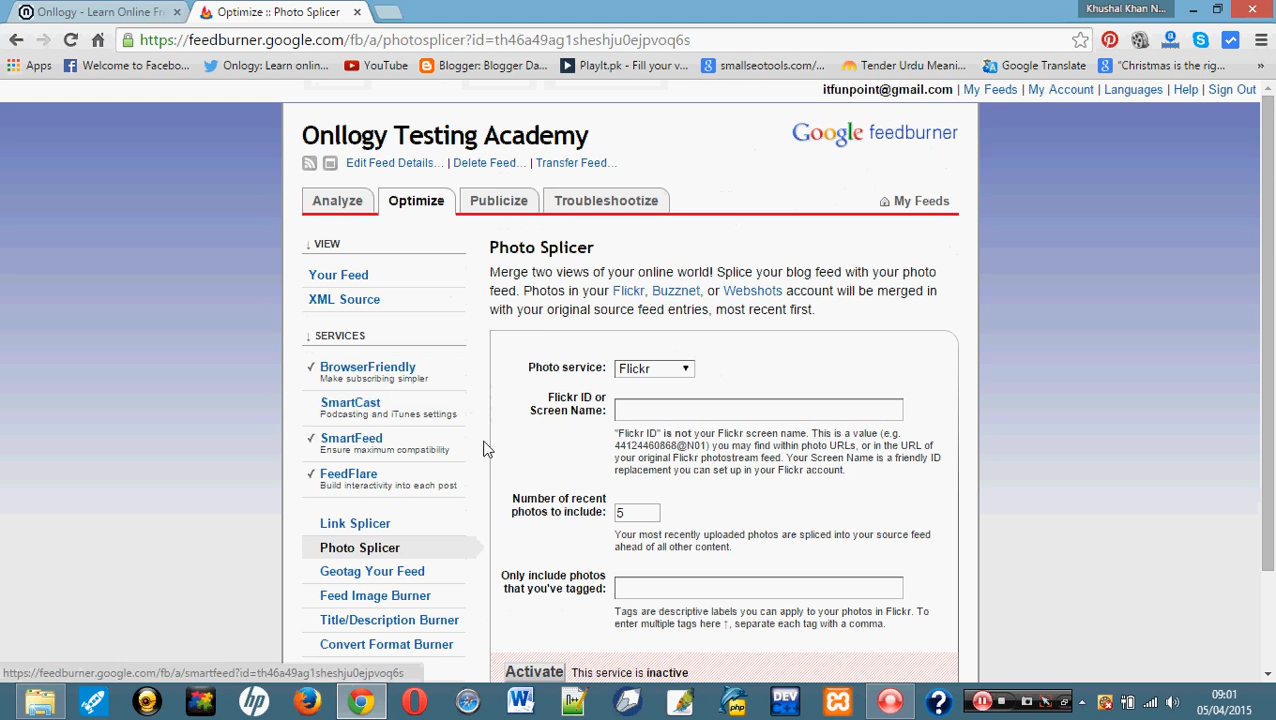 Onllogy - Learn Online Fr
Optimize :: Photo Splicer
Khushal Khan N...
https://feedburner.google.com/fb/a/photosplicer?id=th46a49ag1sheshju0ejpvoq6s
Apps Welcome to Facebo... Onlogy: Learn onlin... YouTube Blogger: Blogger Da... PlayIt.pk - Fill your v... smallseotools.com/... Tender Urdu Meani... Google Translate "Christmas is the rig... »
itfunpoint@gmail.com | My Feeds | My Account | Languages | Help | Sign Out
Onllogy Testing Academy
Google feedburner
Edit Feed Details... | Delete Feed... | Transfer Feed...
Analyze Optimize Publicize Troubleshootize My Feeds
↓ VIEW
Your Feed
XML Source
↓ SERVICES
✓ BrowserFriendly
Make subscribing simpler
SmartCast
Podcasting and iTunes settings
✓ SmartFeed
Ensure maximum compatibility
✓ FeedFlare
Build interactivity into each post
Link Splicer
Photo Splicer
Geotag Your Feed
Feed Image Burner
Title/Description Burner
Convert Format Burner
Photo Splicer
Merge two views of your online world! Splice your blog feed with your photo
feed. Photos in your Flickr, Buzznet, or Webshots account will be merged in
with your original source feed entries, most recent first.
Photo service: Flickr
Flickr ID or
Screen Name:
"Flickr ID" is not your Flickr screen name. This is a value (e.g.
44124460868@N01) you may find within photo URLs, or in the URL of
your original Flickr photostream feed. Your Screen Name is a friendly ID
replacement you can set up in your Flickr account.
Number of recent
photos to include: 5
Your most recently uploaded photos are spliced into your source feed
ahead of all other content.
Only include photos
that you've tagged:
Tags are descriptive labels you can apply to your photos in Flickr. To
enter multiple tags here ↑, separate each tag with a comma.
Activate This service is inactive
https://feedburner.google.com/fb/a/smartfeed?id=th46a49ag1sheshju0ejpvoq6s
hp
php
DEV
C++
09:01
05/04/2015